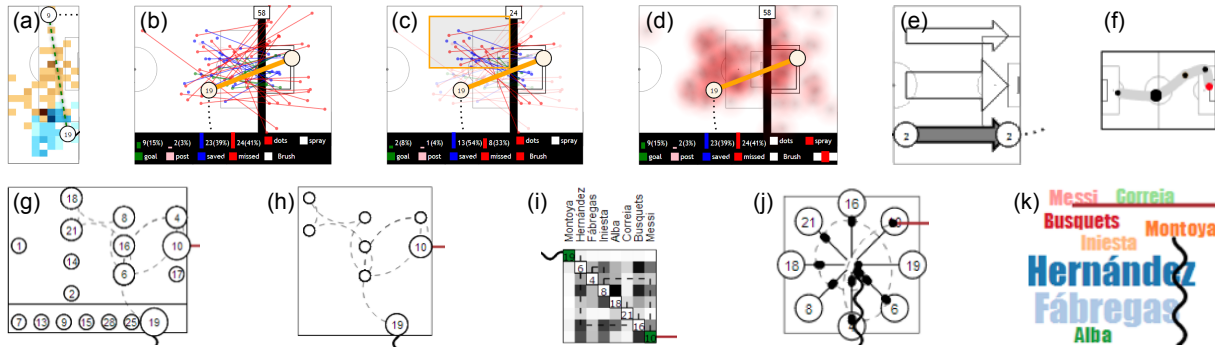 (a)
9
19
(b)
58
19
9(15%) 2(3%) 23(39%) 24(41%) dots spray
goal post saved missed Brush
(c)
24
19
2(8%) 1(4%) 13(54%) 8(33%) dots spray
goal post saved missed Brush
(d)
58
19
9(15%) 2(3%) 23(39%) 24(41%) dots spray
goal post saved missed Brush
(e)
2 2
(f)
(g)
18
8 4
21
1 16 10
14
6 17
2
7 13 9 15 28 25 19
(h)
10
19
(i)
Montoya
Hernández
Fábregas
Iniesta
Alba
Correia
Busquets
Messi
19
6
4
8
18
21
16
10
(j)
16
21
18 19
8 6
(k)
Messi Correia
Busquets
Montoya
Iniesta
Hernández
Fábregas
Alba